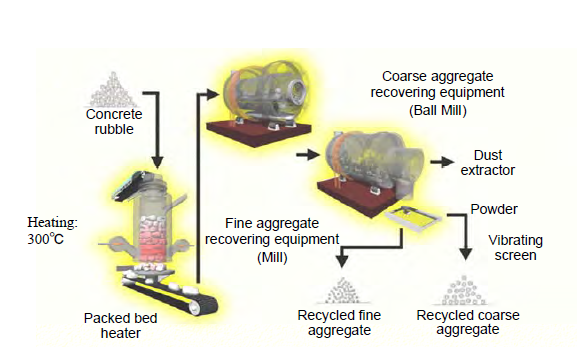 Coarse aggregate
recovering equipment
(Ball Mill)
Concrete
rubble
Dust
extractor
Heating:
300°C
Fine aggregate
recovering equipment
(Mill)
Powder
Vibrating
screen
Packed bed
heater
Recycled fine
aggregate
Recycled coarse
aggregate